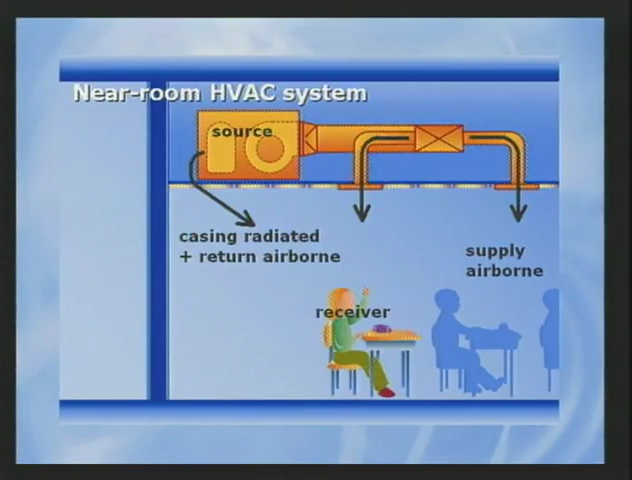 Near-room HVAC system
source
casing radiated
+ return airborne
supply
airborne
receiver